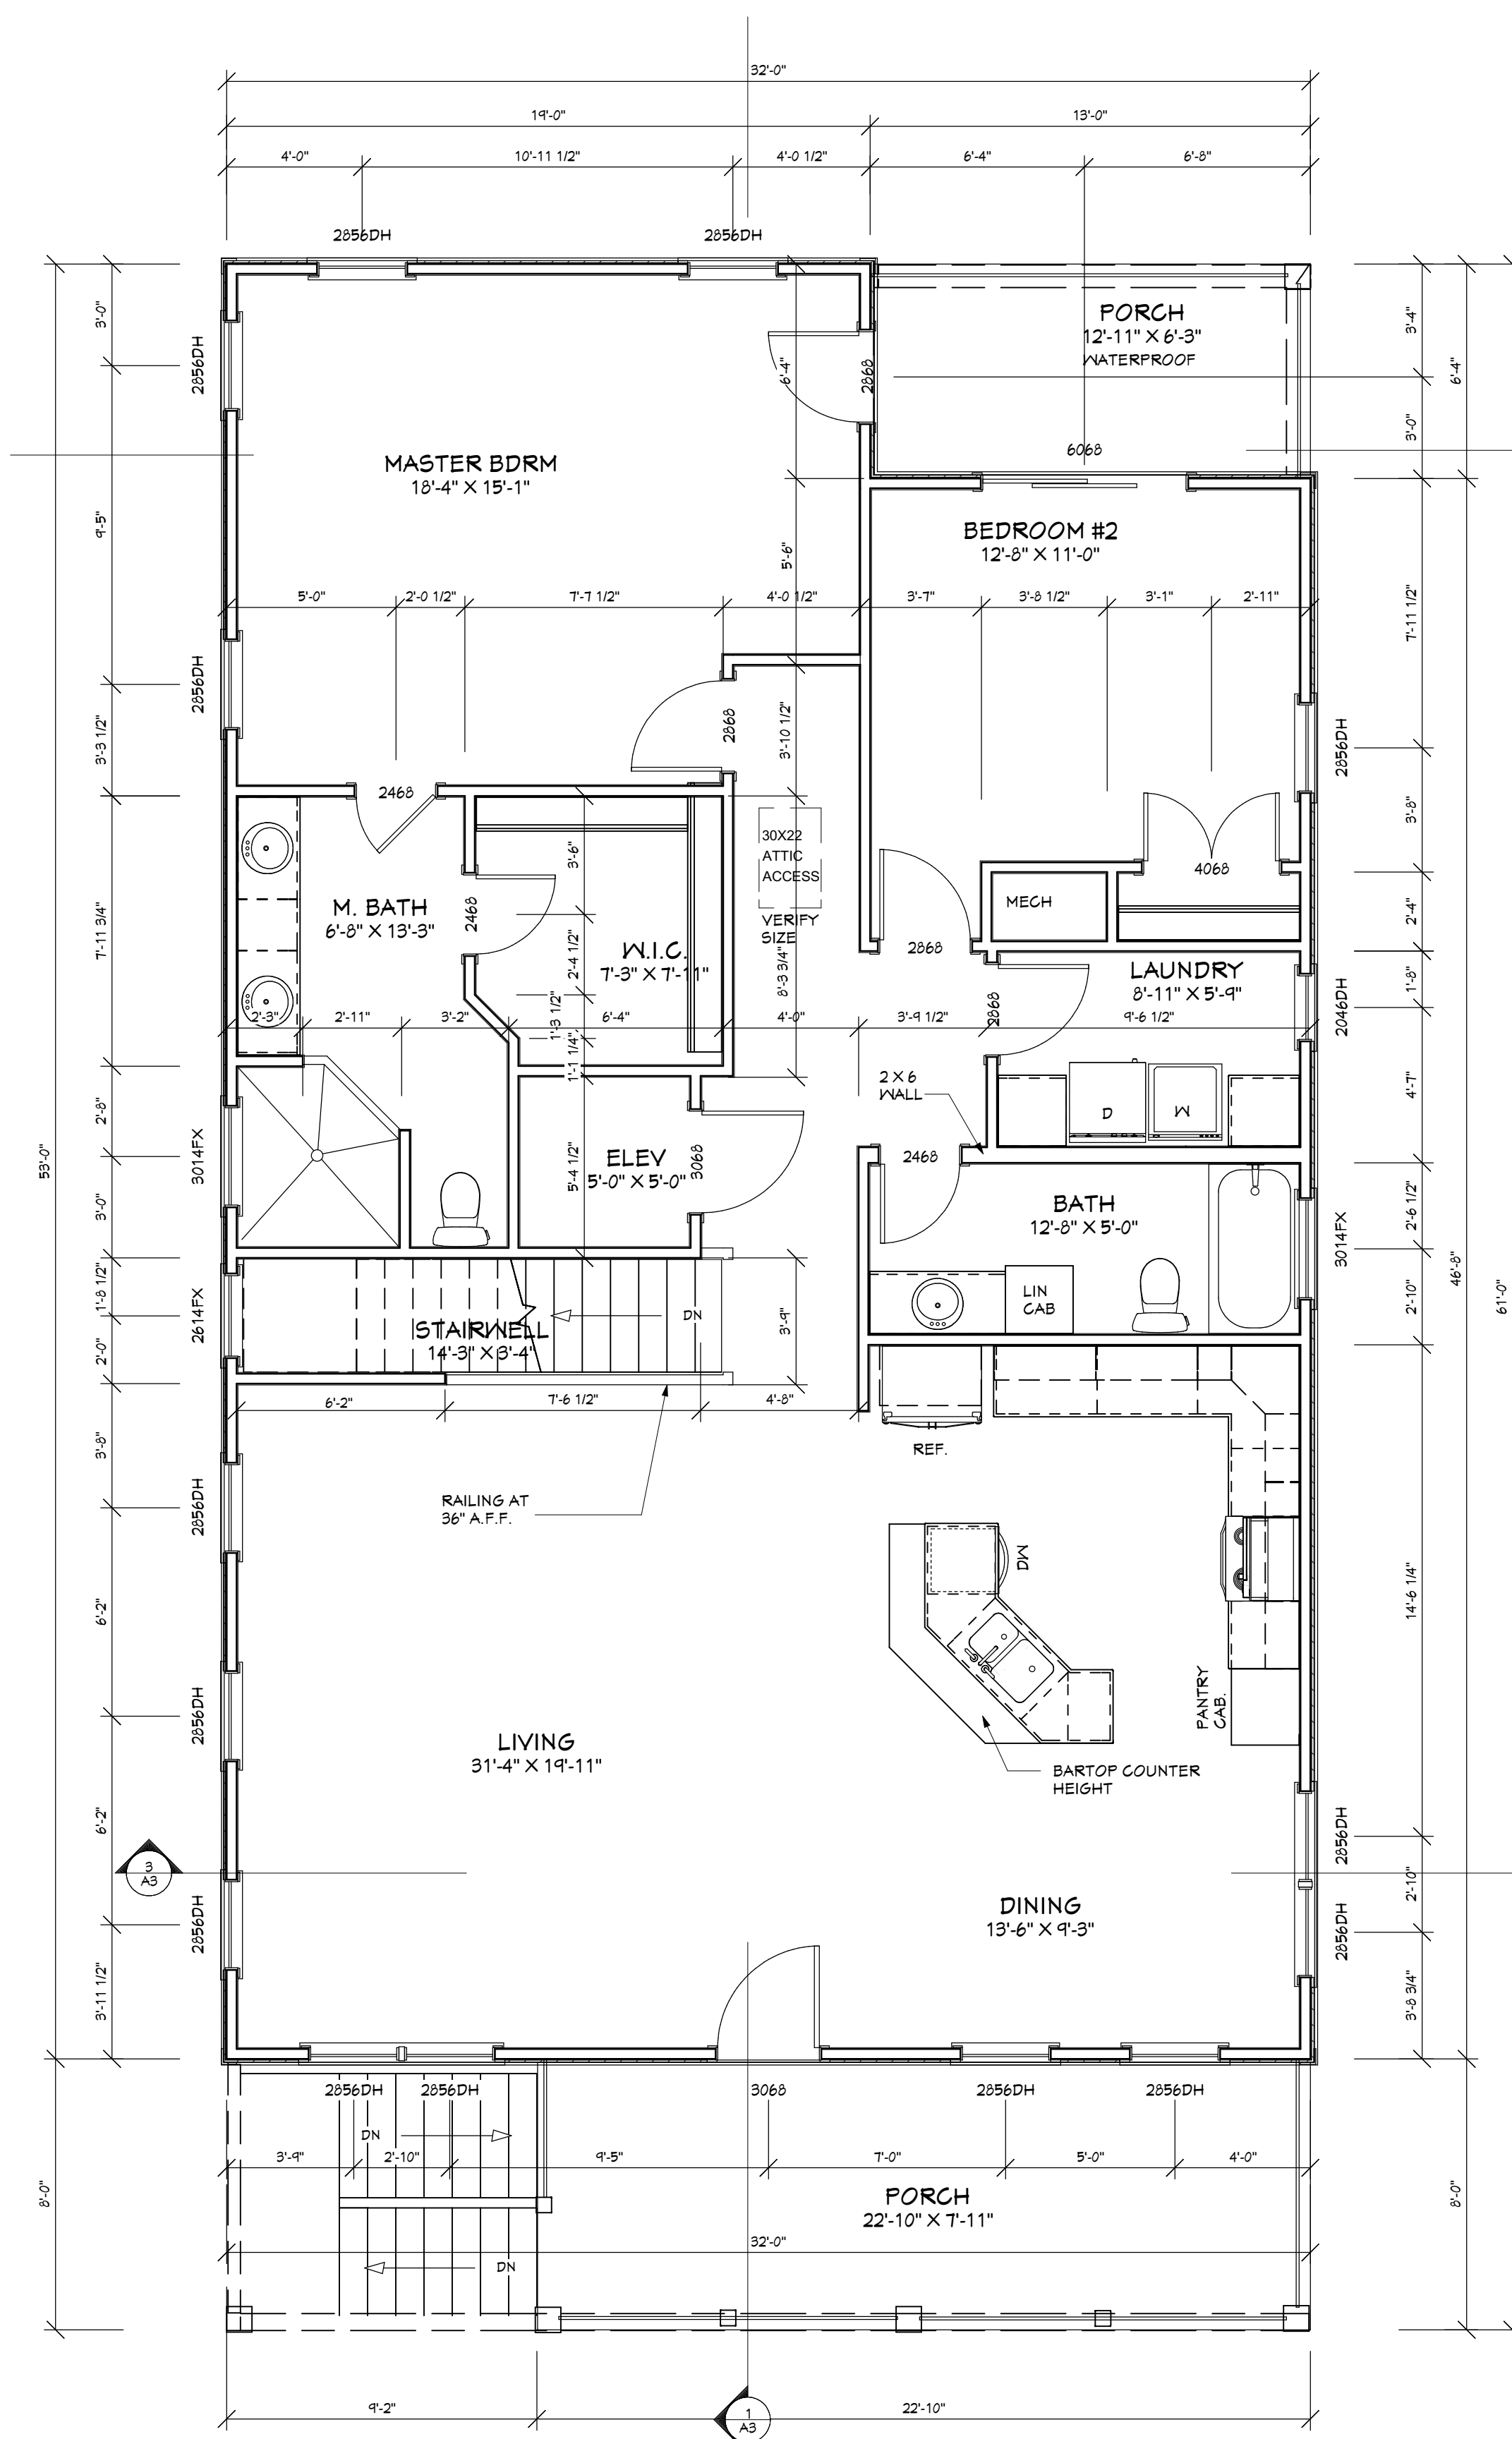 32'-0"
19'-0"
13'-0"
4'-0"
10'-11 1/2"
4'-0 1/2"
6'-4"
6'-8"
2856DH
2856DH
3'-0"
2856DH
6'-4"
2868
PORCH
12'-11" X 6'-3"
WATERPROOF
3'-4"
6'-4"
3'-0"
6068
MASTER BDRM
18'-4" X 15'-1"
9'-5"
BEDROOM #2
12'-8" X 11'-0"
5'-6"
5'-0"
2'-0 1/2"
7'-7 1/2"
4'-0 1/2"
3'-7"
3'-8 1/2"
3'-1"
2'-11"
7'-11 1/2"
2856DH
3'-3 1/2"
2868
3'-10 1/2"
2856DH
2468
3'-8"
30X22
ATTIC
ACCESS
VERIFY
SIZE
3'-6"
4068
MECH
2'-4"
M. BATH
6'-8" X 13'-3"
2468
7'-11 3/4"
W.I.C.
7'-3" X 7'-11"
2'-4 1/2"
8'-3 3/4"
2868
LAUNDRY
8'-11" X 5'-9"
1'-8"
2046DH
2868
2'-3"
2'-11"
3'-2"
1'-3 1/2"
6'-4"
4'-0"
3'-9 1/2"
9'-6 1/2"
1'-1 1/4"
2 X 6
WALL
D
W
4'-7"
2'-8"
53'-0"
3014FX
ELEV
5'-0" X 5'-0"
5'-4 1/2"
3068
2468
BATH
12'-8" X 5'-0"
3'-0"
2'-6 1/2"
3014FX
46'-8"
61'-0"
1'-8 1/2"
2614FX
LIN
CAB
2'-10"
STAIRWELL
14'-3" X 3'-4"
DN
3'-9"
2'-0"
6'-2"
7'-6 1/2"
4'-8"
3'-8"
REF.
2856DH
RAILING AT
36" A.F.F.
DW
6'-2"
14'-6 1/4"
2856DH
PANTRY
CAB.
LIVING
31'-4" X 19'-11"
BARTOP COUNTER
HEIGHT
6'-2"
2856DH
3
A3
2'-10"
2856DH
DINING
13'-6" X 9'-3"
2856DH
3'-11 1/2"
3'-8 3/4"
2856DH
2856DH
3068
2856DH
2856DH
DN
3'-9"
2'-10"
9'-5"
7'-0"
5'-0"
4'-0"
8'-0"
PORCH
22'-10" X 7'-11"
8'-0"
32'-0"
DN
9'-2"
22'-10"
1
A3